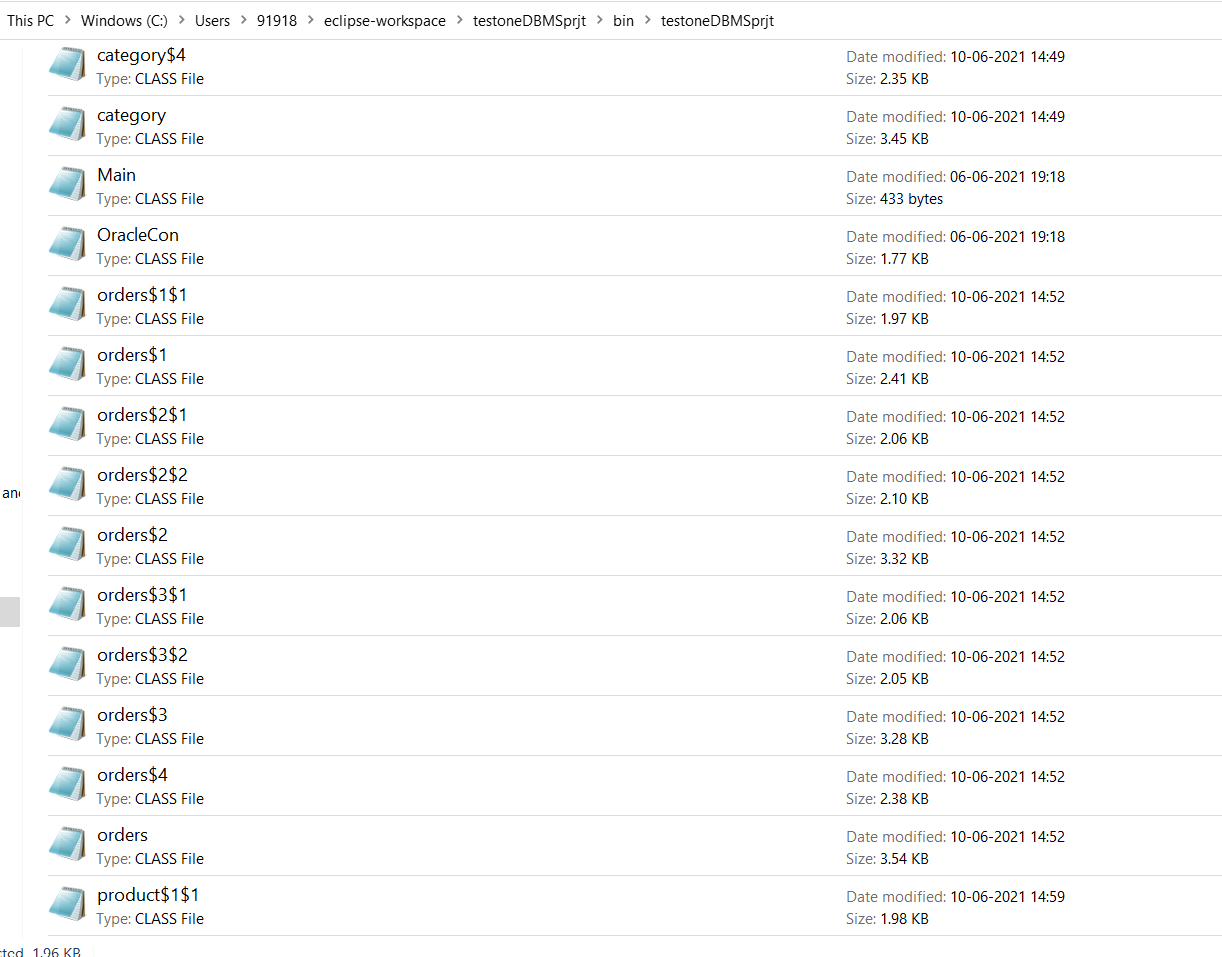 This PC > Windows (C:) > Users > 91918 > eclipse-workspace > testoneDBMSprjt > bin > testoneDBMSprjt
category$4 Date modified: 10-06-2021 14:49
Type: CLASS File Size: 2.35 KB
category Date modified: 10-06-2021 14:49
Type: CLASS File Size: 3.45 KB
Main Date modified: 06-06-2021 19:18
Type: CLASS File Size: 433 bytes
OracleCon Date modified: 06-06-2021 19:18
Type: CLASS File Size: 1.77 KB
orders$1$1 Date modified: 10-06-2021 14:52
Type: CLASS File Size: 1.97 KB
orders$1 Date modified: 10-06-2021 14:52
Type: CLASS File Size: 2.41 KB
orders$2$1 Date modified: 10-06-2021 14:52
Type: CLASS File Size: 2.06 KB
orders$2$2 Date modified: 10-06-2021 14:52
Type: CLASS File Size: 2.10 KB
orders$2 Date modified: 10-06-2021 14:52
Type: CLASS File Size: 3.32 KB
orders$3$1 Date modified: 10-06-2021 14:52
Type: CLASS File Size: 2.06 KB
orders$3$2 Date modified: 10-06-2021 14:52
Type: CLASS File Size: 2.05 KB
orders$3 Date modified: 10-06-2021 14:52
Type: CLASS File Size: 3.28 KB
orders$4 Date modified: 10-06-2021 14:52
Type: CLASS File Size: 2.38 KB
orders Date modified: 10-06-2021 14:52
Type: CLASS File Size: 3.54 KB
product$1$1 Date modified: 10-06-2021 14:59
Type: CLASS File Size: 1.98 KB
1.96 KB